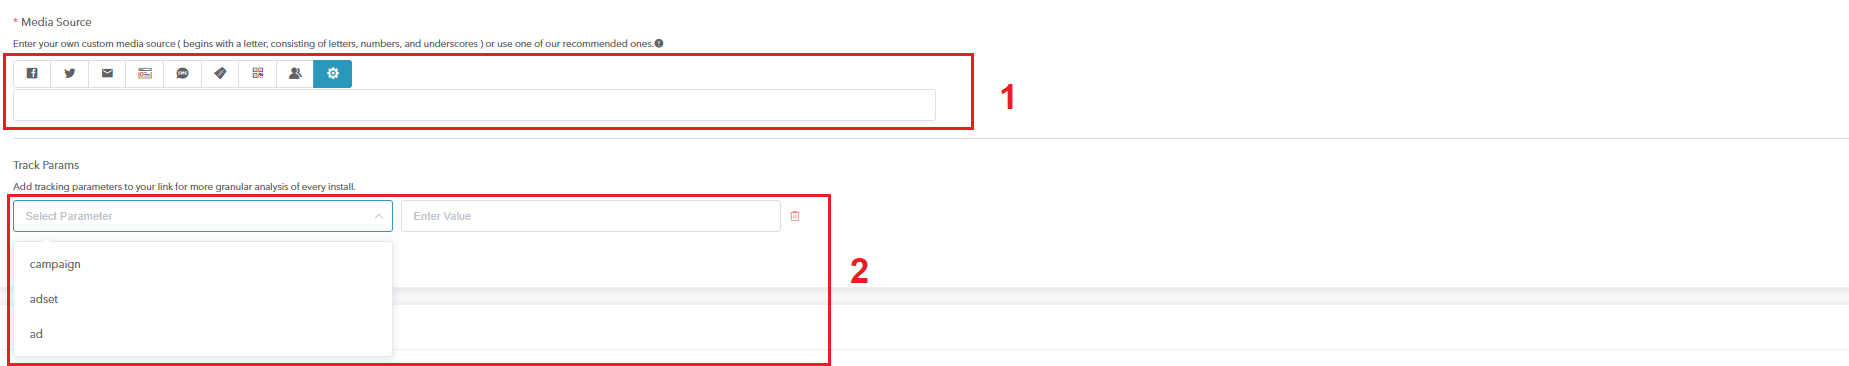 * Media Source
Enter your own custom media source ( begins with a letter, consisting of letters, numbers, and underscores ) or use one of our recommended ones.
SMS
1
Track Params
Add tracking parameters to your link for more granular analysis of every install.
Select Parameter Enter Value
campaign
2
adset
ad